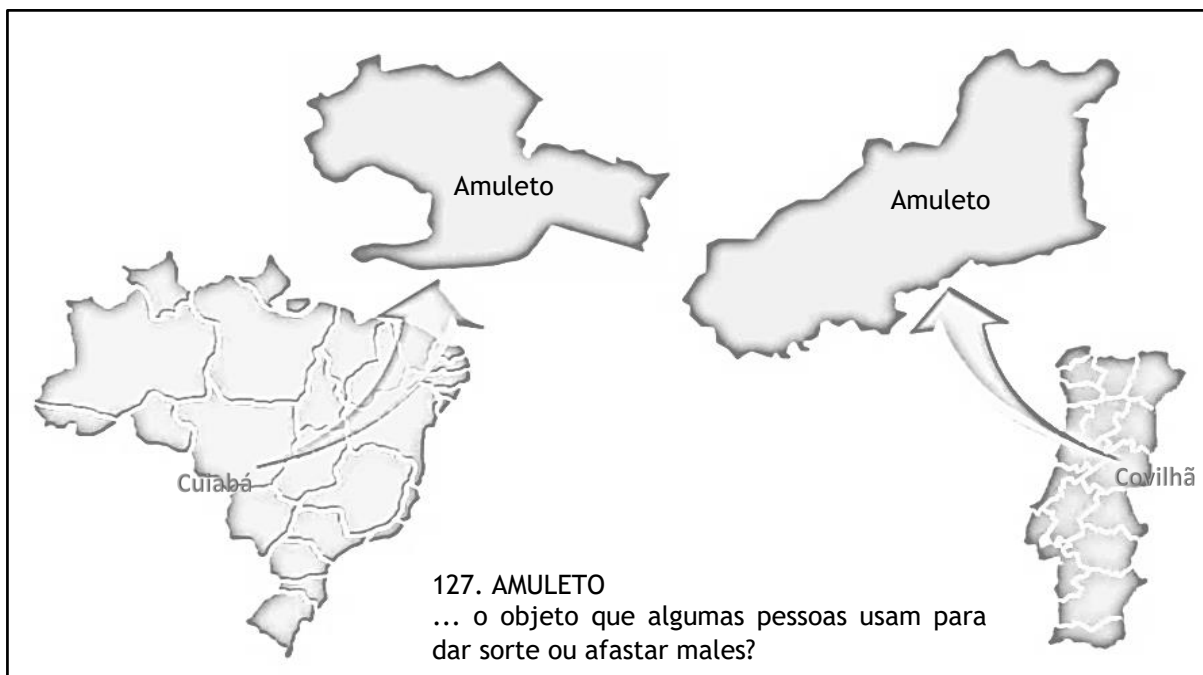 Amuleto
Amuleto
Cuiabá
Covilhã
127. AMULETO
... o objeto que algumas pessoas usam para
dar sorte ou afastar males?